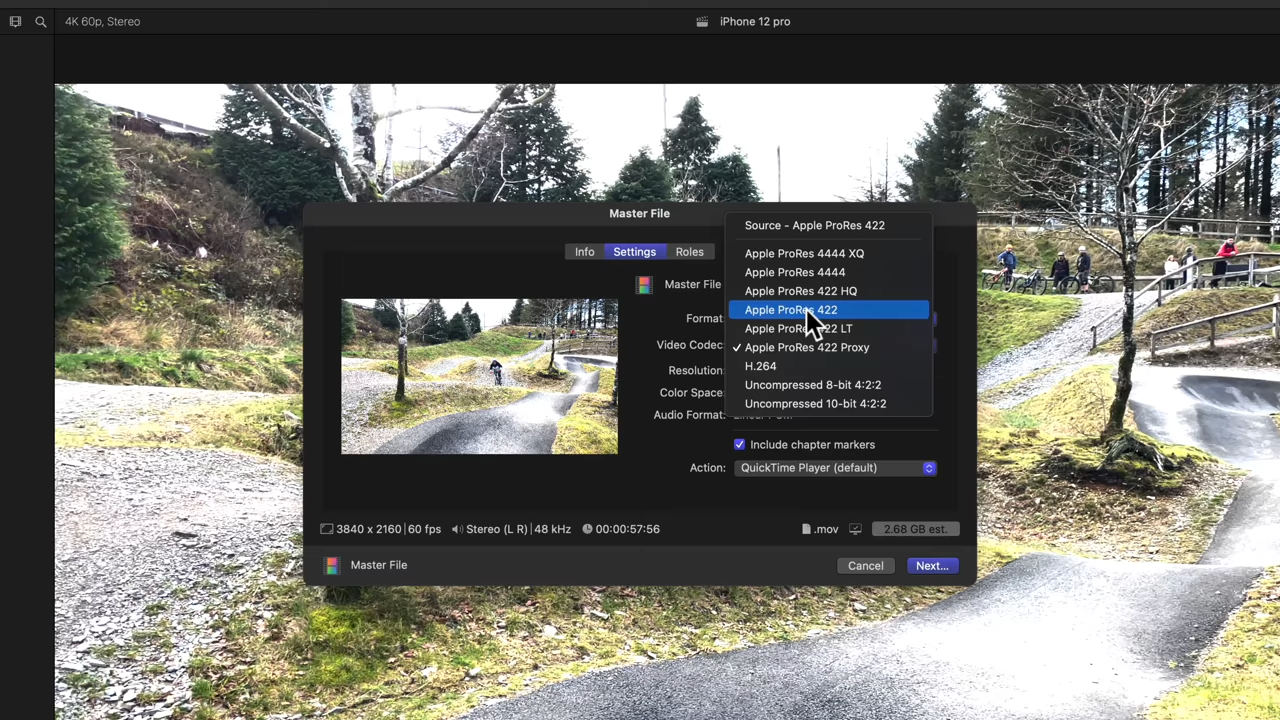 4K 60p, Stereo
iPhone 12 pro
Master File
Info
Settings
Roles
Master File
Format:
Video Codec:
Resolution:
Color Space:
Audio Format:
Source - Apple ProRes 422
Apple ProRes 4444 XQ
Apple ProRes 4444
Apple ProRes 422 HQ
Apple ProRes 422
Apple ProRes 422 LT
Apple ProRes 422 Proxy
H.264
Uncompressed 8-bit 4:2:2
Uncompressed 10-bit 4:2:2
Include chapter markers
Action: QuickTime Player (default)
3840 x 2160 | 60 fps
Stereo (L R) | 48 kHz
00:00:57:56
.mov
2.68 GB est.
Master File
Cancel
Next...